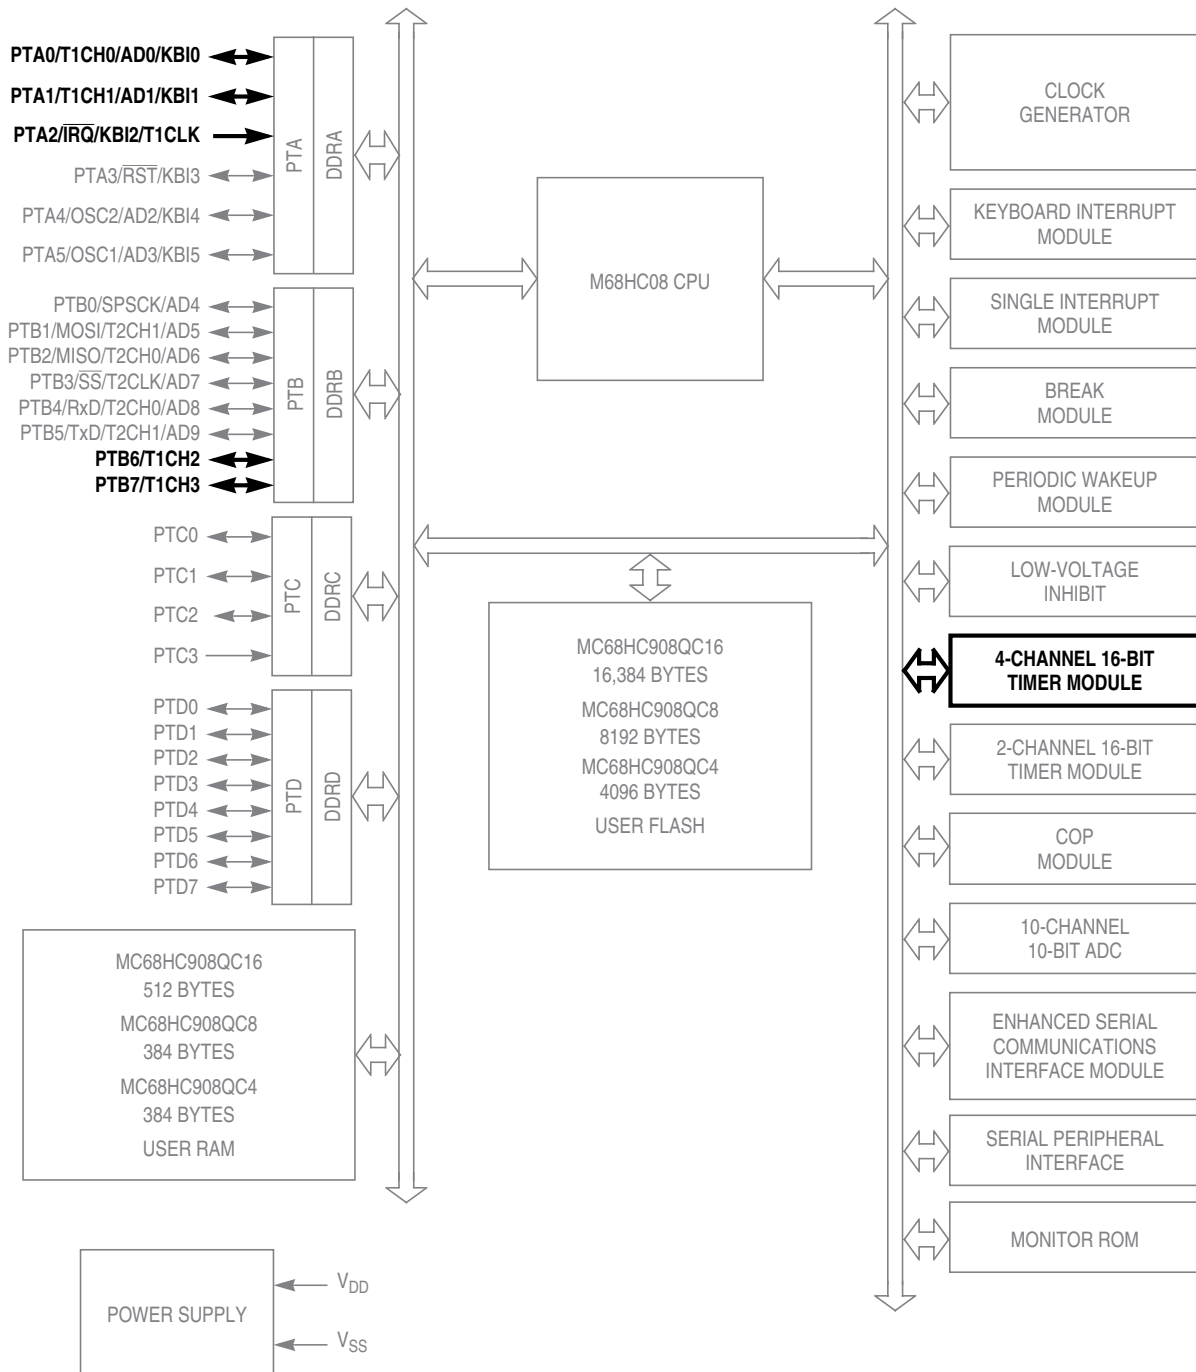 PTA0/T1CH0/AD0/KBI0
PTA1/T1CH1/AD1/KBI1
PTA2/I̅R̅Q̅/KBI2/T1CLK
PTA3/R̅S̅T̅/KBI3
PTA4/OSC2/AD2/KBI4
PTA5/OSC1/AD3/KBI5
PTA
DDRA
PTB0/SPSCK/AD4
PTB1/MOSI/T2CH1/AD5
PTB2/MISO/T2CH0/AD6
PTB3/S̅S̅/T2CLK/AD7
PTB4/RxD/T2CH0/AD8
PTB5/TxD/T2CH1/AD9
PTB6/T1CH2
PTB7/T1CH3
PTB
DDRB
PTC0
PTC1
PTC2
PTC3
PTC
DDRC
PTD0
PTD1
PTD2
PTD3
PTD4
PTD5
PTD6
PTD7
PTD
DDRD
MC68HC908QC16
512 BYTES
MC68HC908QC8
384 BYTES
MC68HC908QC4
384 BYTES
USER RAM
POWER SUPPLY
VDD
VSS
M68HC08 CPU
MC68HC908QC16
16,384 BYTES
MC68HC908QC8
8192 BYTES
MC68HC908QC4
4096 BYTES
USER FLASH
CLOCK
GENERATOR
KEYBOARD INTERRUPT
MODULE
SINGLE INTERRUPT
MODULE
BREAK
MODULE
PERIODIC WAKEUP
MODULE
LOW-VOLTAGE
INHIBIT
4-CHANNEL 16-BIT
TIMER MODULE
2-CHANNEL 16-BIT
TIMER MODULE
COP
MODULE
10-CHANNEL
10-BIT ADC
ENHANCED SERIAL
COMMUNICATIONS
INTERFACE MODULE
SERIAL PERIPHERAL
INTERFACE
MONITOR ROM